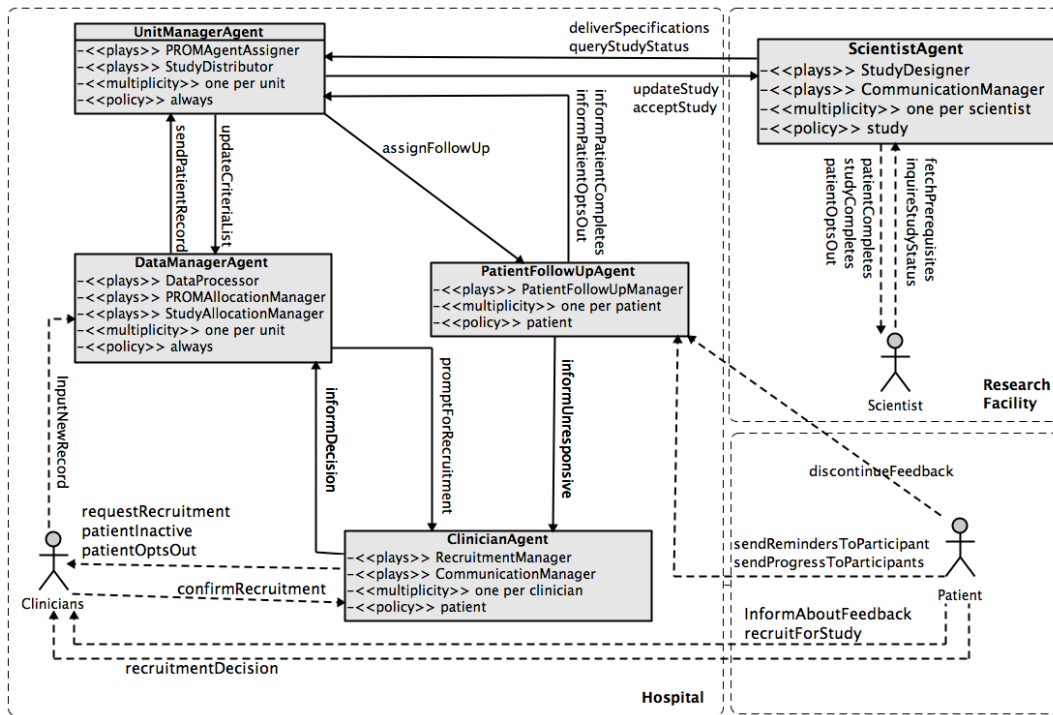 UnitManagerAgent
-<<plays>> PROMAgentAssigner
-<<plays>> StudyDistributor
-<<multiplicity>> one per unit
-<<policy>> always
deliverSpecifications
queryStudyStatus
updateStudy
acceptStudy
ScientistAgent
-<<plays>> StudyDesigner
-<<plays>> CommunicationManager
-<<multiplicity>> one per scientist
-<<policy>> study
sendPatientRecord
updateCriteriaList
assignFollowUp
informPatientCompletes
informPatientOptsOut
fetchPrerequisites
inquireStudyStatus
patientCompletes
studyCompletes
patientOptsOut
DataManagerAgent
-<<plays>> DataProcessor
-<<plays>> PROMAllocationManager
-<<plays>> StudyAllocationManager
-<<multiplicity>> one per unit
-<<policy>> always
PatientFollowUpAgent
-<<plays>> PatientFollowUpManager
-<<multiplicity>> one per patient
-<<policy>> patient
Scientist
Research
Facility
InputNewRecord
informDecision
promptForRecruitment
informUnresponsive
discontinueFeedback
requestRecruitment
patientInactive
patientOptsOut
Clinicians
confirmRecruitment
ClinicianAgent
-<<plays>> RecruitmentManager
-<<plays>> CommunicationManager
-<<multiplicity>> one per clinician
-<<policy>> patient
sendRemindersToParticipant
sendProgressToParticipants
Patient
InformAboutFeedback
recruitForStudy
recruitmentDecision
Hospital